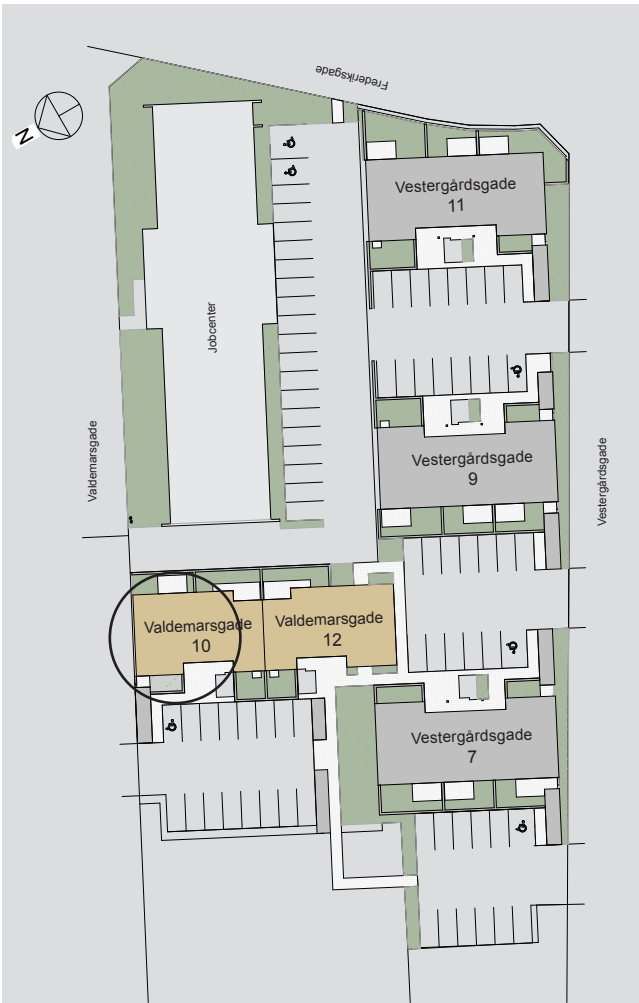 Frederiksgade
N
Vestergårdsgade
11
Jobcenter
Valdemarsgade
Vestergårdsgade
9
Vestergårdsgade
Valdemarsgade
10
Valdemarsgade
12
Vestergårdsgade
7